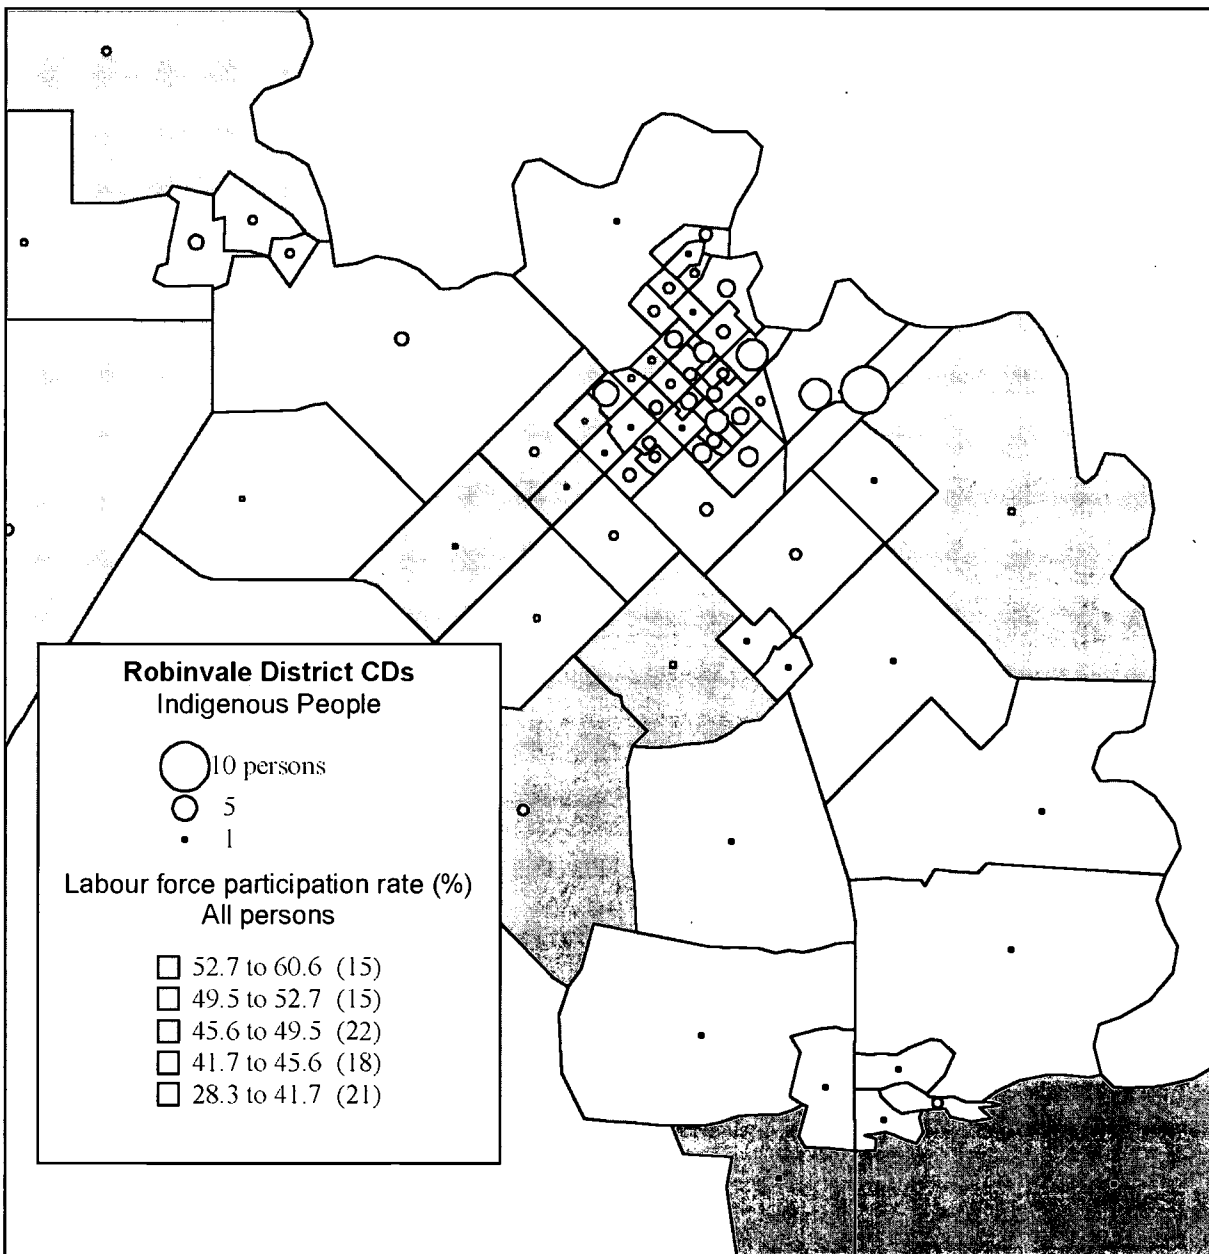 Robinvale District CDs
Indigenous People
10 persons
5
1
Labour force participation rate (%)
All persons
52.7 to 60.6 (15)
49.5 to 52.7 (15)
45.6 to 49.5 (22)
41.7 to 45.6 (18)
28.3 to 41.7 (21)